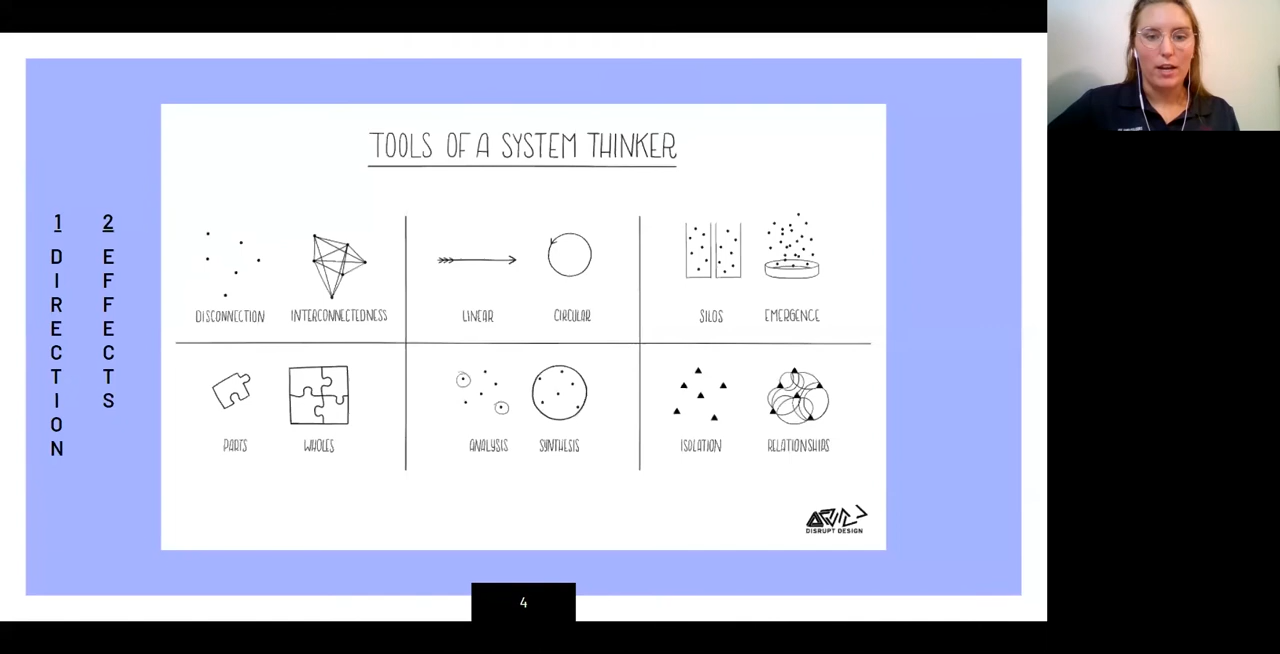 TOOLS OF A SYSTEM THINKER
1
DIRECTION
2
EFFECTS
DISCONNECTION
INTERCONNECTEDNESS
LINEAR
CIRCULAR
SILOS
EMERGENCE
PARTS
WHOLES
ANALYSIS
SYNTHESIS
ISOLATION
RELATIONSHIPS
DISRUPT DESIGN
4